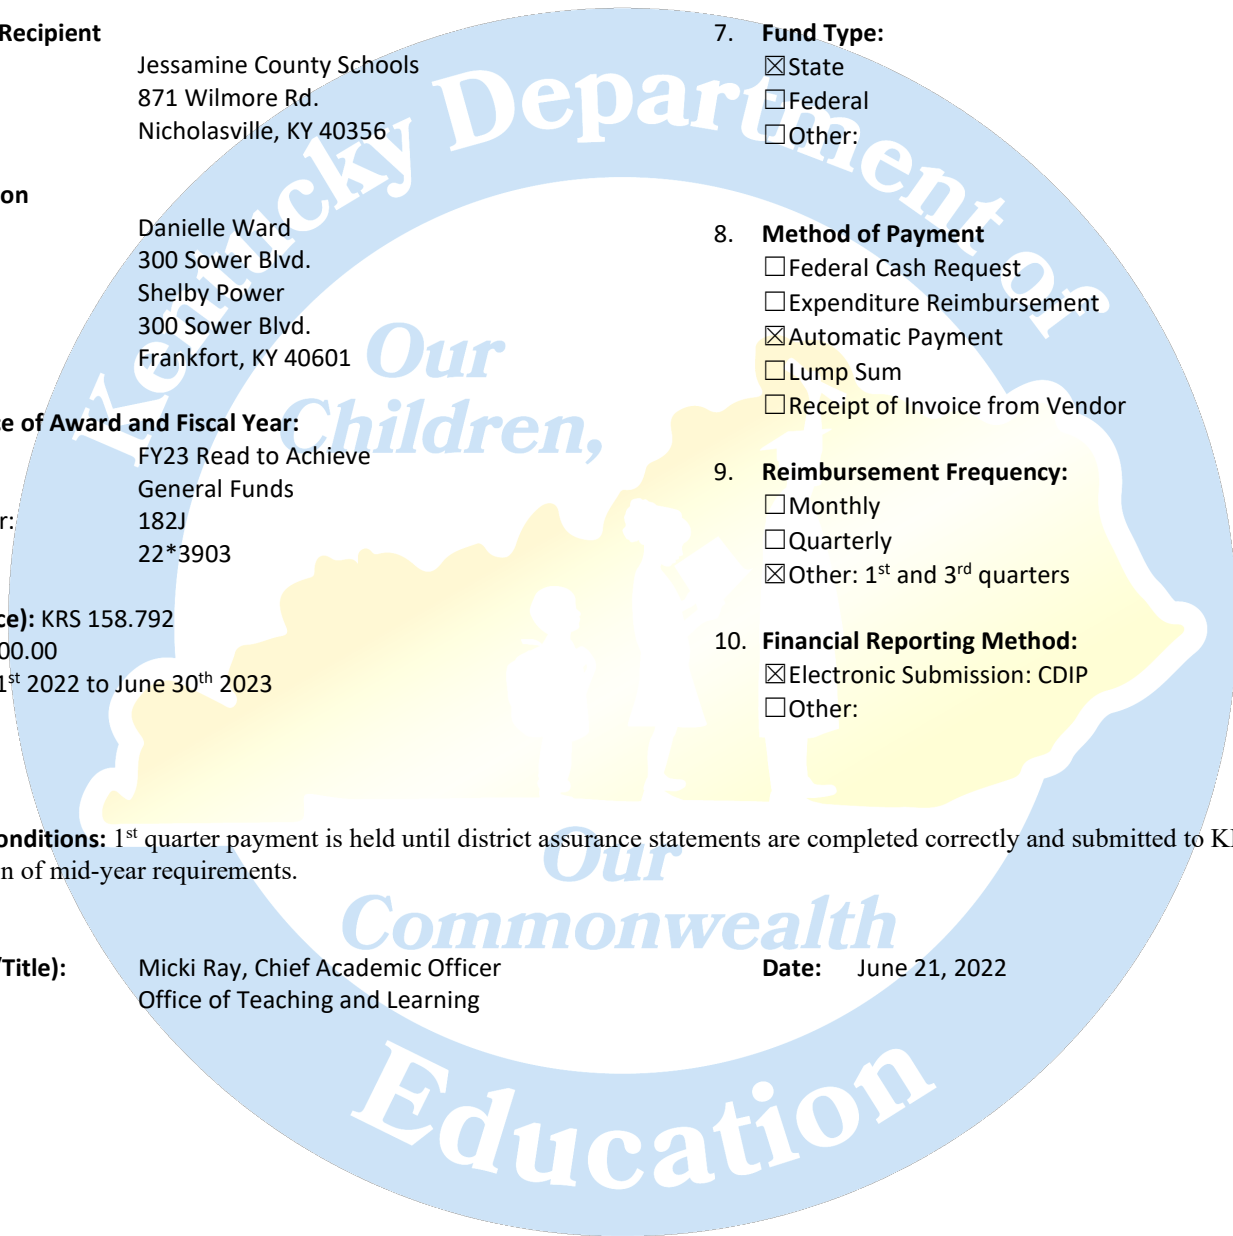 Recipient
Jessamine County Schools
871 Wilmore Rd.
Nicholasville, KY 40356
on
Danielle Ward
300 Sower Blvd.
Shelby Power
300 Sower Blvd.
Frankfort, KY 40601
ce of Award and Fiscal Year:
FY23 Read to Achieve
General Funds
r: 182J
22*3903
ce): KRS 158.792
00.00
1st 2022 to June 30th 2023
7. Fund Type:
☒State
☐Federal
☐Other:
8. Method of Payment
☐Federal Cash Request
☐Expenditure Reimbursement
☒Automatic Payment
☐Lump Sum
☐Receipt of Invoice from Vendor
9. Reimbursement Frequency:
☐Monthly
☐Quarterly
☒Other: 1st and 3rd quarters
10. Financial Reporting Method:
☒Electronic Submission: CDIP
☐Other:
onditions: 1st quarter payment is held until district assurance statements are completed correctly and submitted to K
n of mid-year requirements.
/Title): Micki Ray, Chief Academic Officer
Office of Teaching and Learning
Date: June 21, 2022
Kentucky Department of
Education
Our
Children,
Our
Commonwealth